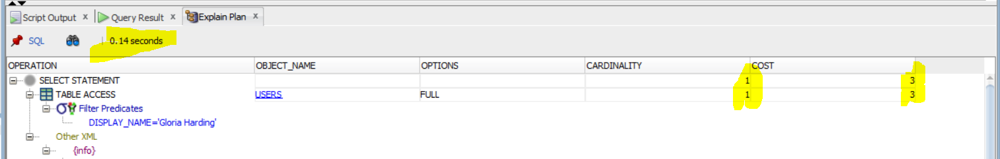 Script Output x Query Result x Explain Plan x
SQL 0.14 seconds
OPERATION OBJECT_NAME OPTIONS CARDINALITY COST
SELECT STATEMENT 1 3
TABLE ACCESS USERS FULL 1 3
Filter Predicates
DISPLAY_NAME='Gloria Harding'
Other XML
{info}